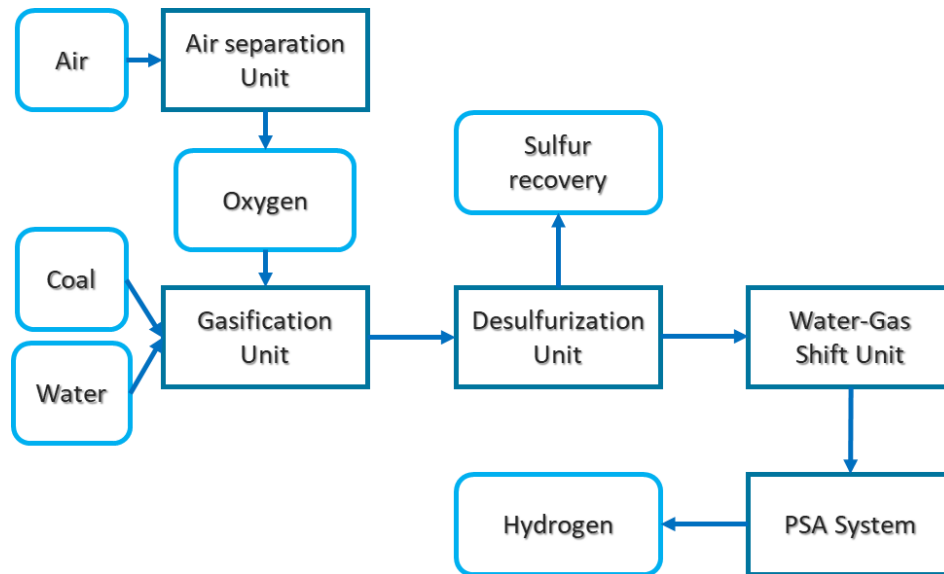 Air
Air separation
Unit
Oxygen
Sulfur
recovery
Coal
Water
Gasification
Unit
Desulfurization
Unit
Water-Gas
Shift Unit
Hydrogen
PSA System